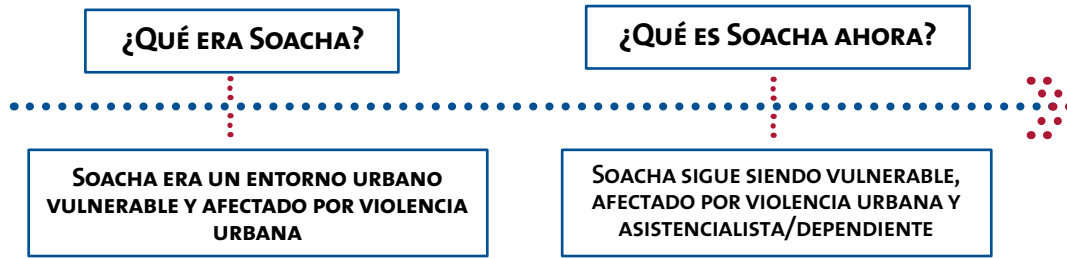 ¿Qué era Soacha?
¿Qué es Soacha ahora?
Soacha era un entorno urbano
vulnerable y afectado por violencia
urbana
Soacha sigue siendo vulnerable,
afectado por violencia urbana y
asistencialista/dependiente